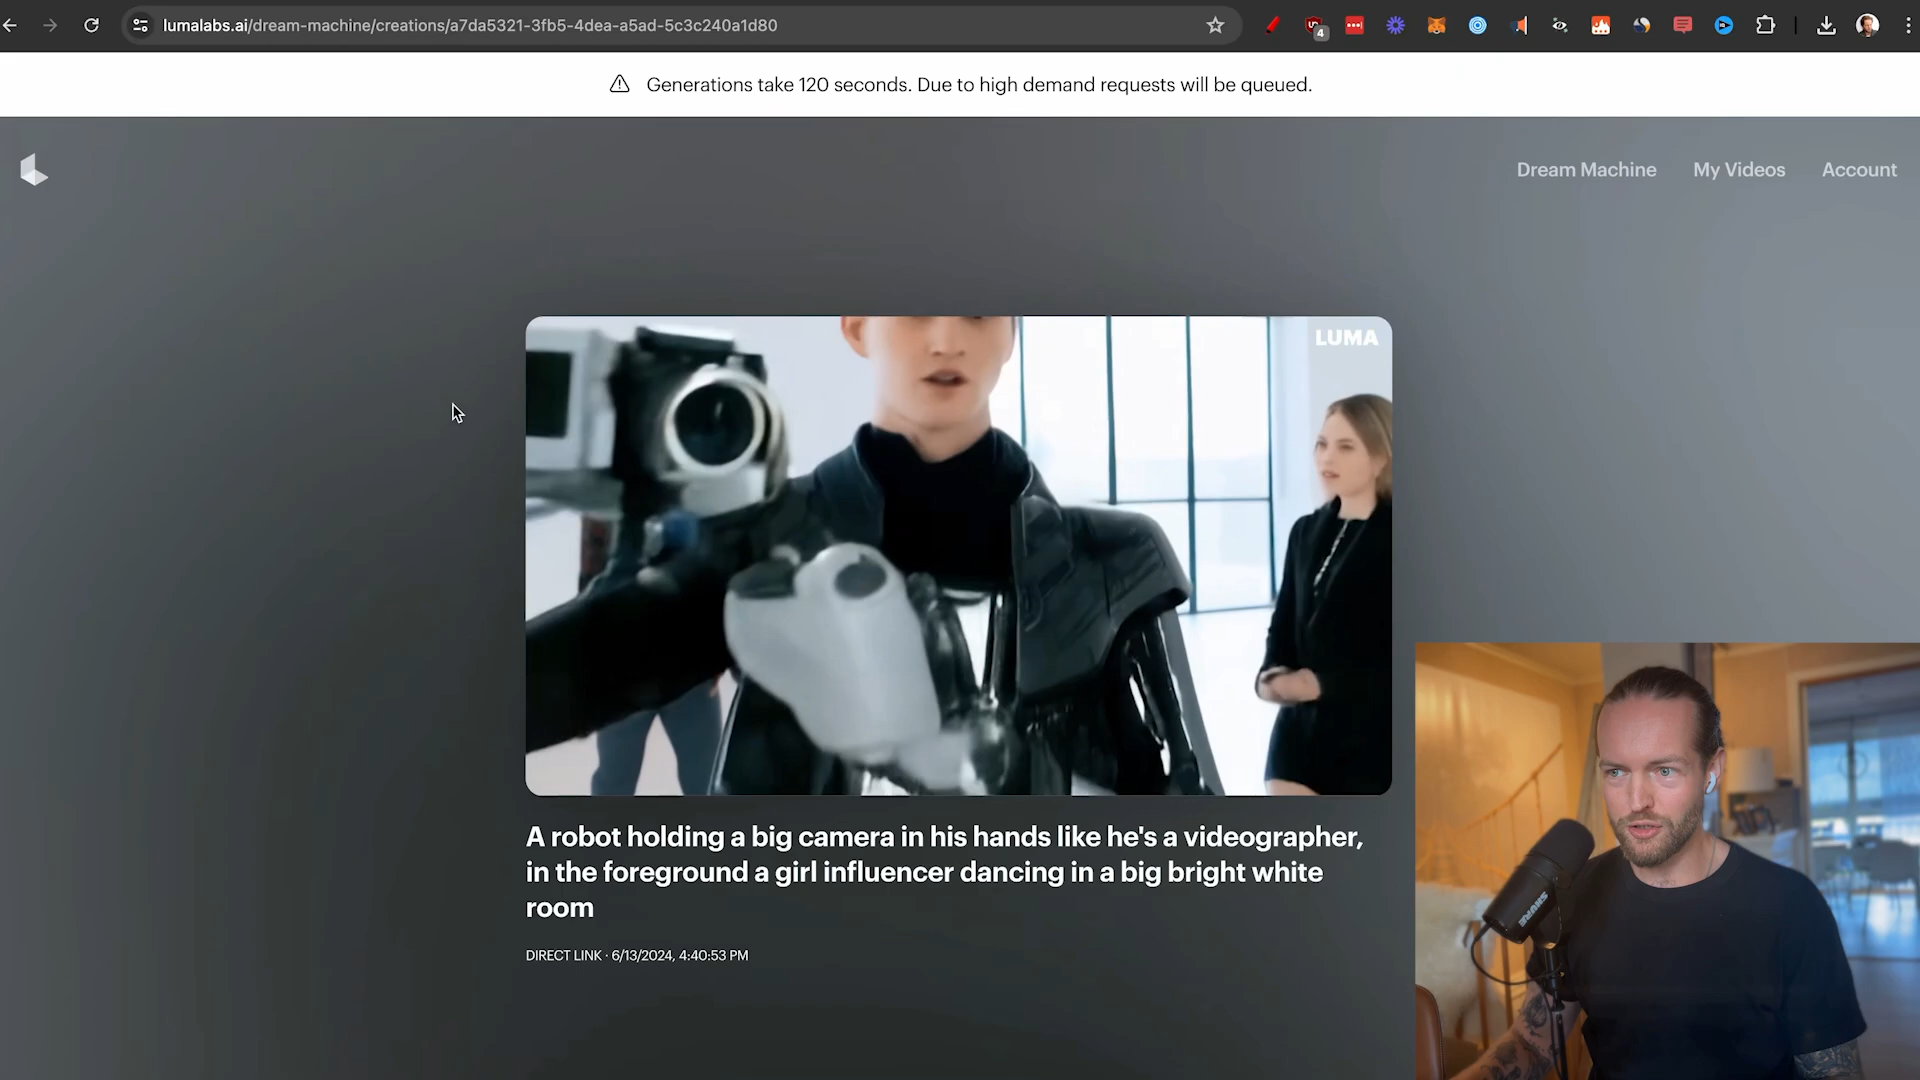 lumalabs.ai/dream-machine/creations/a7da5321-3fb5-4dea-a5ad-5c3c240a1d80
4
Generations take 120 seconds. Due to high demand requests will be queued.
Dream Machine
My Videos
Account
LUMA
A robot holding a big camera in his hands like he's a videographer,
in the foreground a girl influencer dancing in a big bright white
room
DIRECT LINK · 6/13/2024, 4:40:53 PM
SHURE